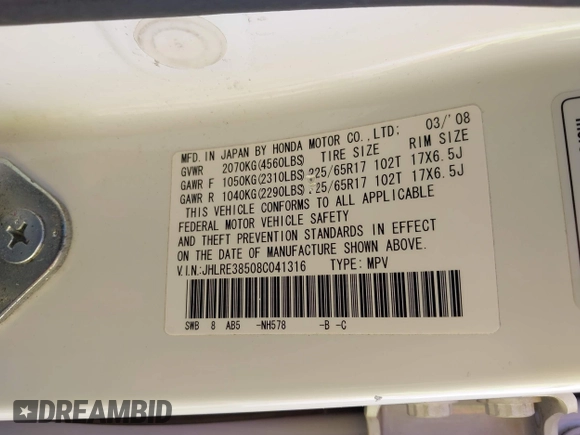 MFD. IN JAPAN BY HONDA MOTOR CO.,LTD: 03/'08
GVWR 2070KG(4560LBS) TIRE SIZE RIM SIZE
GAWR F 1050KG(2310LBS) 225/65R17 102T 17X6.5J
GAWR R 1040KG(2290LBS) 25/65R17 102T 17X6.5J
THIS VEHICLE CONFORMS TO ALL APPLICABLE
FEDERAL MOTOR VEHICLE SAFETY
AND THEFT PREVENTION STANDARDS IN EFFECT
ON THE DATE OF MANUFACTURE SHOWN ABOVE.
V.I.N:JHLRE38508C041316 TYPE: MPV
SWB 8 AB5 -NH578 -B -C
DREAMBID